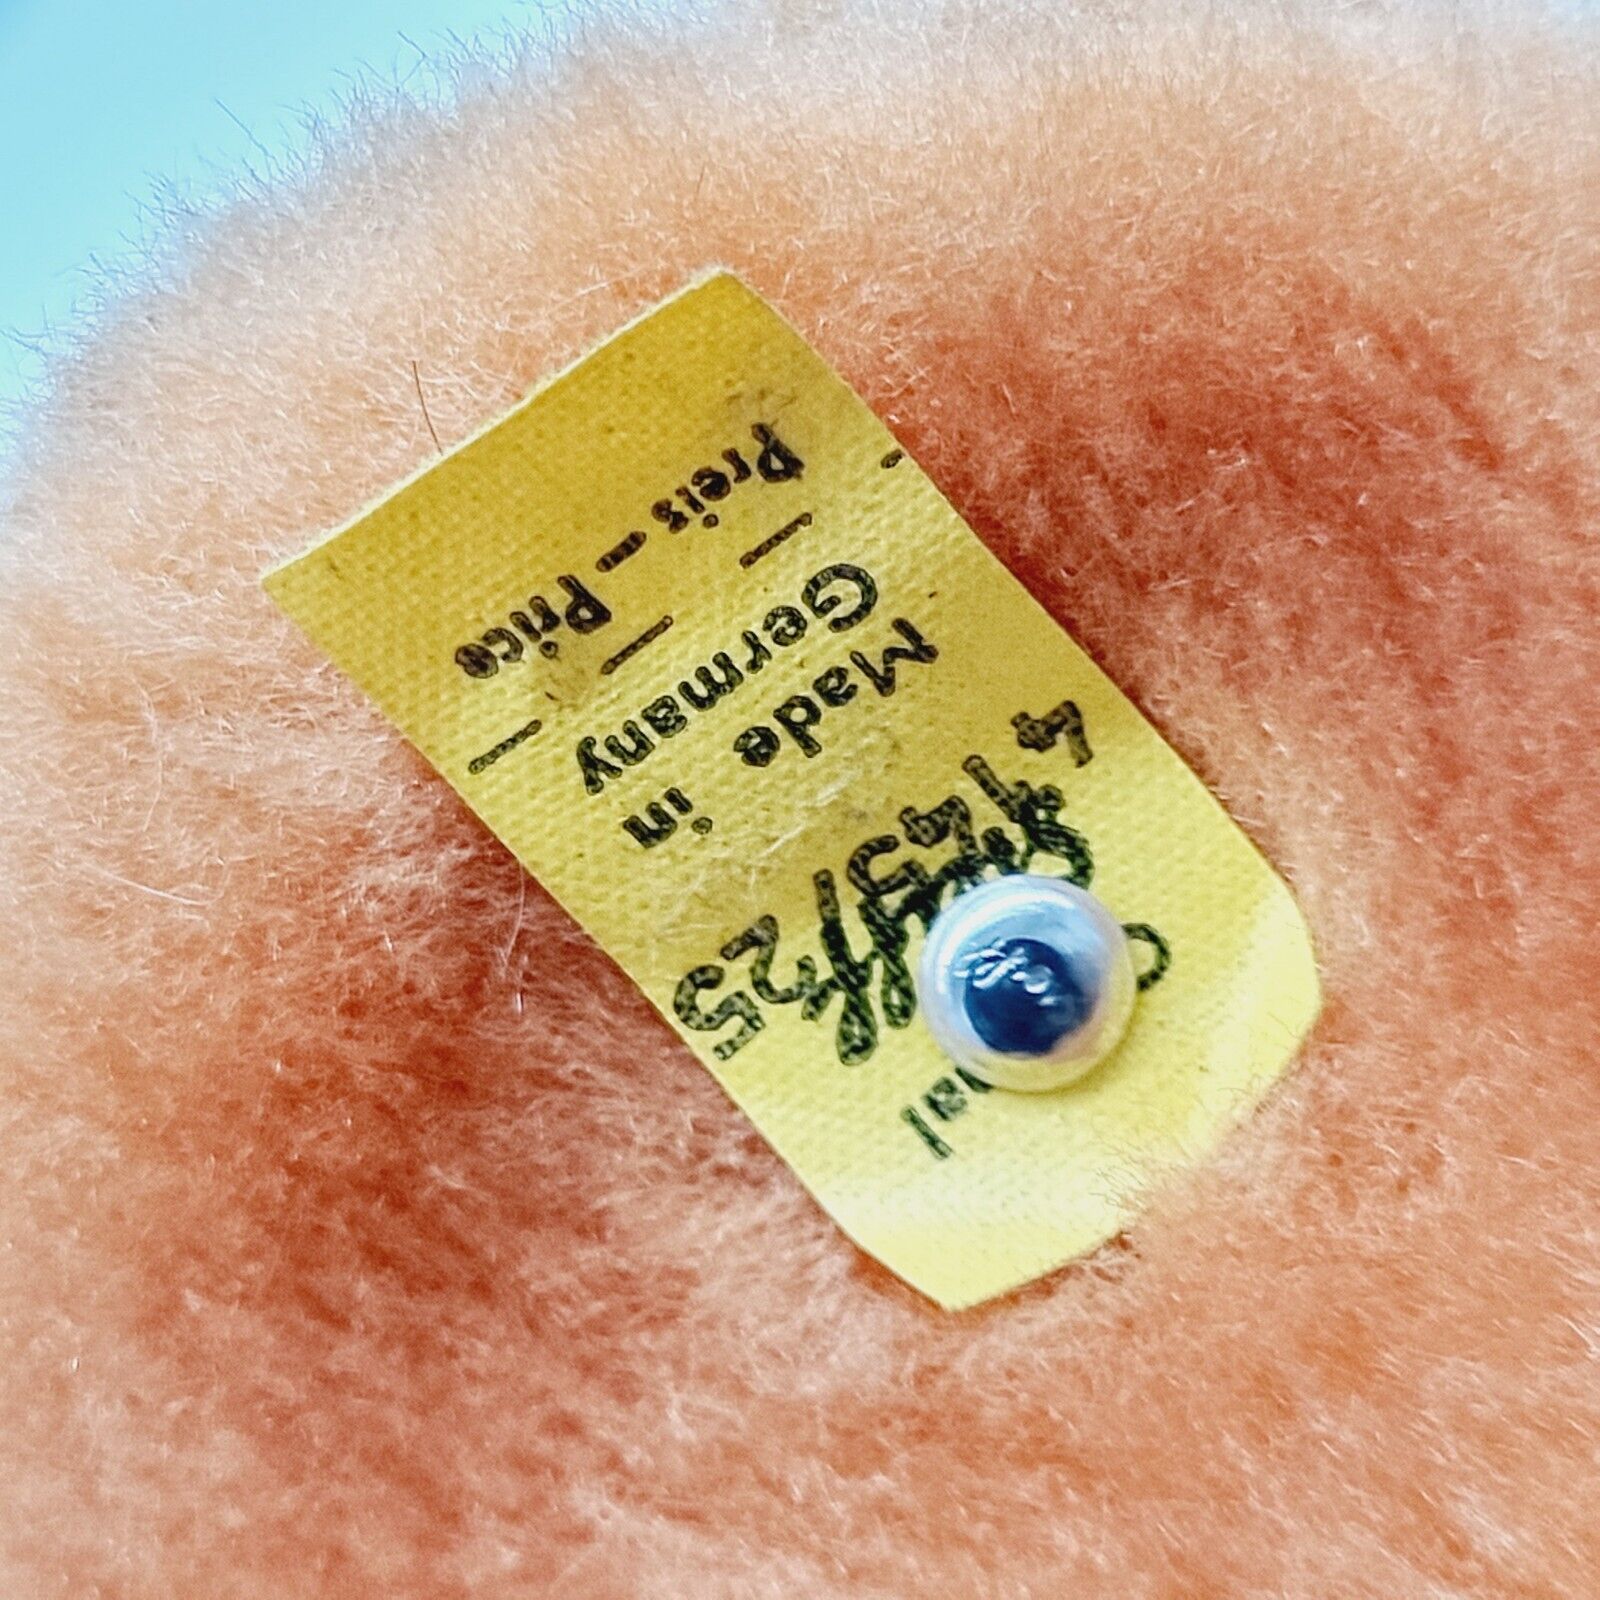 Steiff
Made in
Germany
Preis – Price